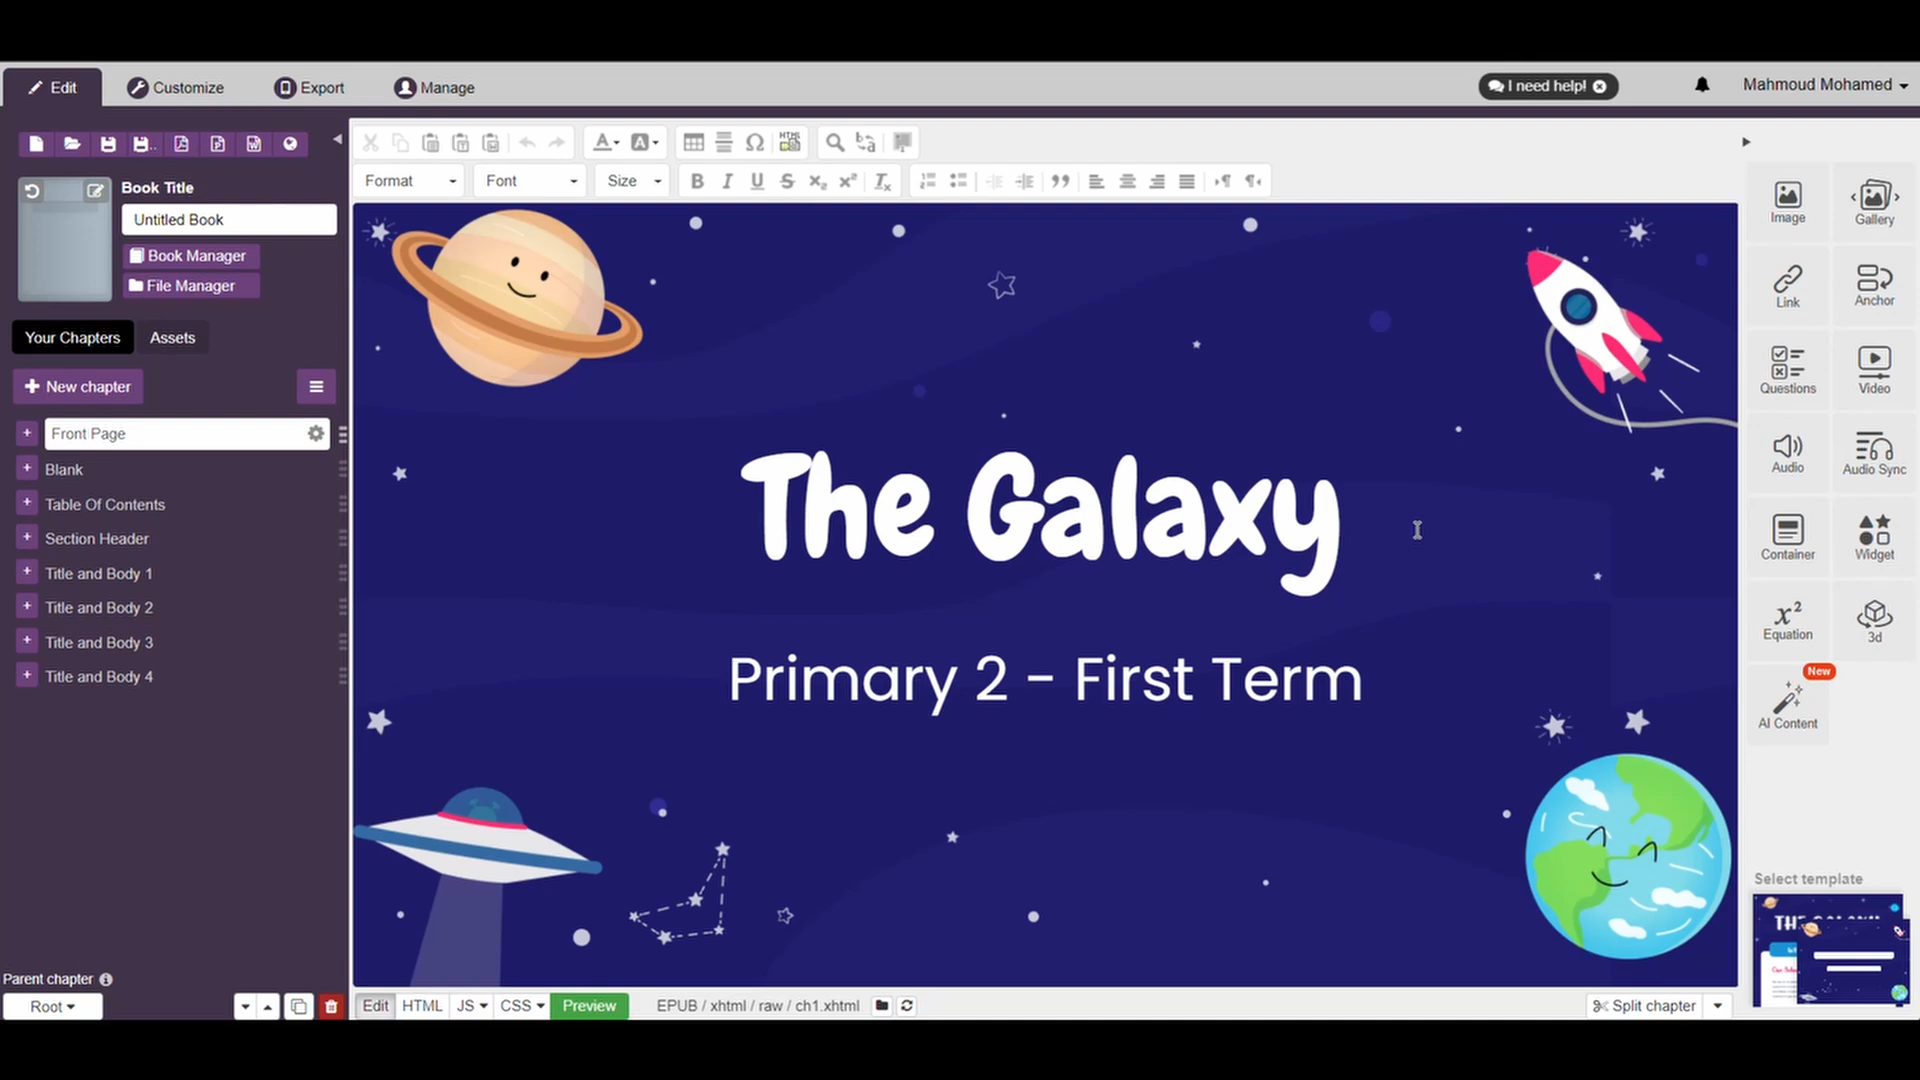 Edit Customize Export Manage I need help! Mahmoud Mohamed
Book Title
Untitled Book
Book Manager
File Manager
Your Chapters Assets
New chapter
Front Page
Blank
Table Of Contents
Section Header
Title and Body 1
Title and Body 2
Title and Body 3
Title and Body 4
Parent chapter
Root
Format Font Size
The Galaxy
Primary 2 - First Term
Edit HTML JS CSS Preview EPUB / xhtml / raw / ch1.xhtml Split chapter
Image Gallery
Link Anchor
Questions Video
Audio Audio Sync
Container Widget
Equation 3d
New
AI Content
Select template